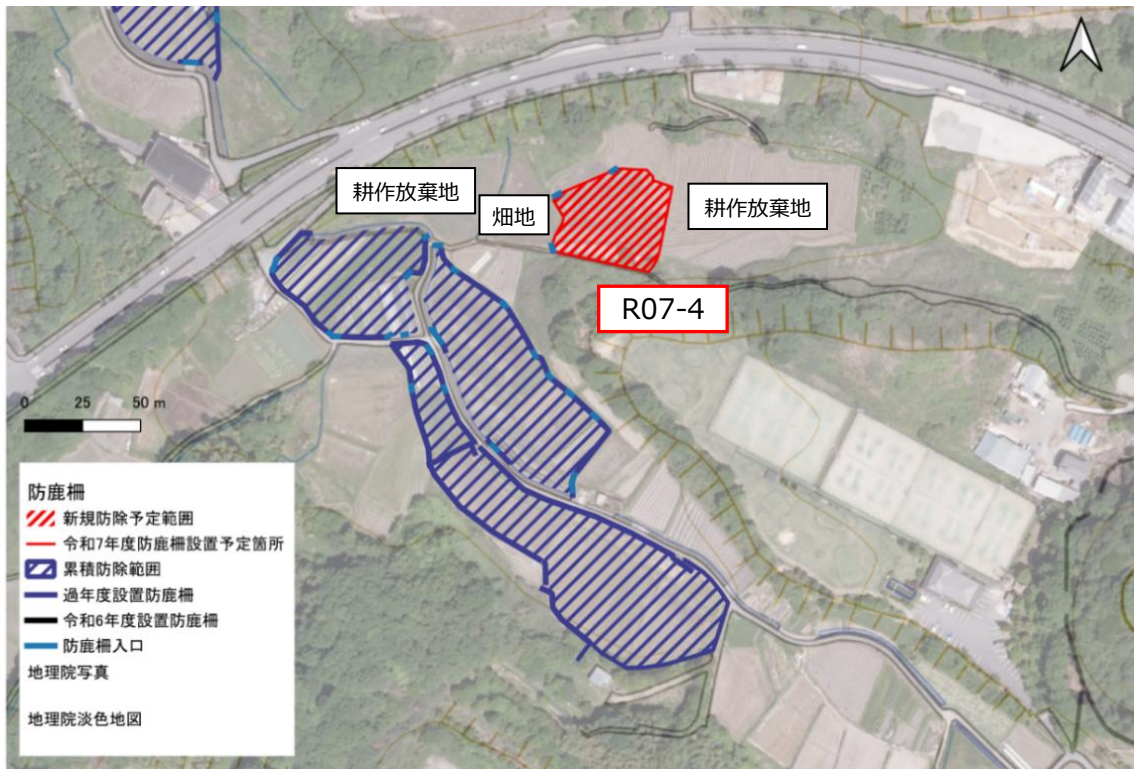 耕作放棄地
畑地
耕作放棄地
R07-4
0 25 50 m
防鹿柵
新規防除予定範囲
令和7年度防鹿柵設置予定箇所
累積防除範囲
過年度設置防鹿柵
令和6年度設置防鹿柵
防鹿柵入口
地理院写真
地理院淡色地図